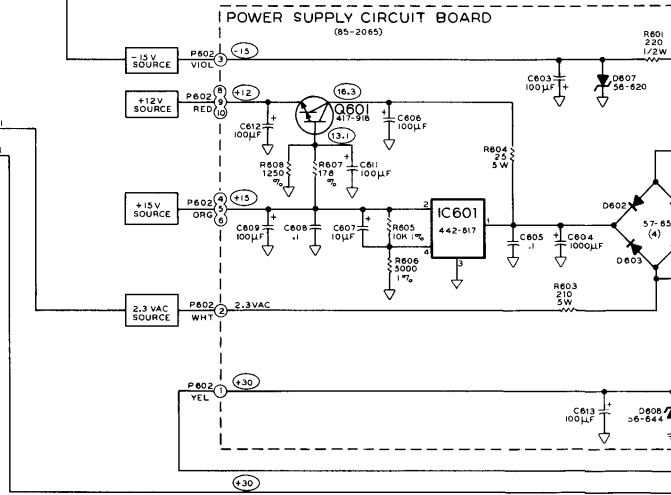 POWER SUPPLY CIRCUIT BOARD
(85-2065)
R601
220
1/2W
-15V
SOURCE
P602
VIOL
3
-15
C603
100µF
+
D607
56-620
+12V
SOURCE
P602
RED
8
9
10
+12
16.3
Q601
417-918
+
C612
100µF
+
C606
100µF
13.1
R604
25
5W
R608
1250
%
R607
178
%
+
C611
100µF
+15V
SOURCE
P602
ORG
4
5
6
+15
2
IC601
442-617
1
4
3
D602
57-65
(4)
D603
+
C609
100µF
C608
.1
+
C607
10µF
R605
10K 1%
C605
.1
+
C604
1000µF
R606
5000
1%
2.3 VAC
SOURCE
P602
WHT
2
2.3VAC
R603
210
5W
P602
YEL
1
+30
+
C613
100µF
D608
56-644
+30